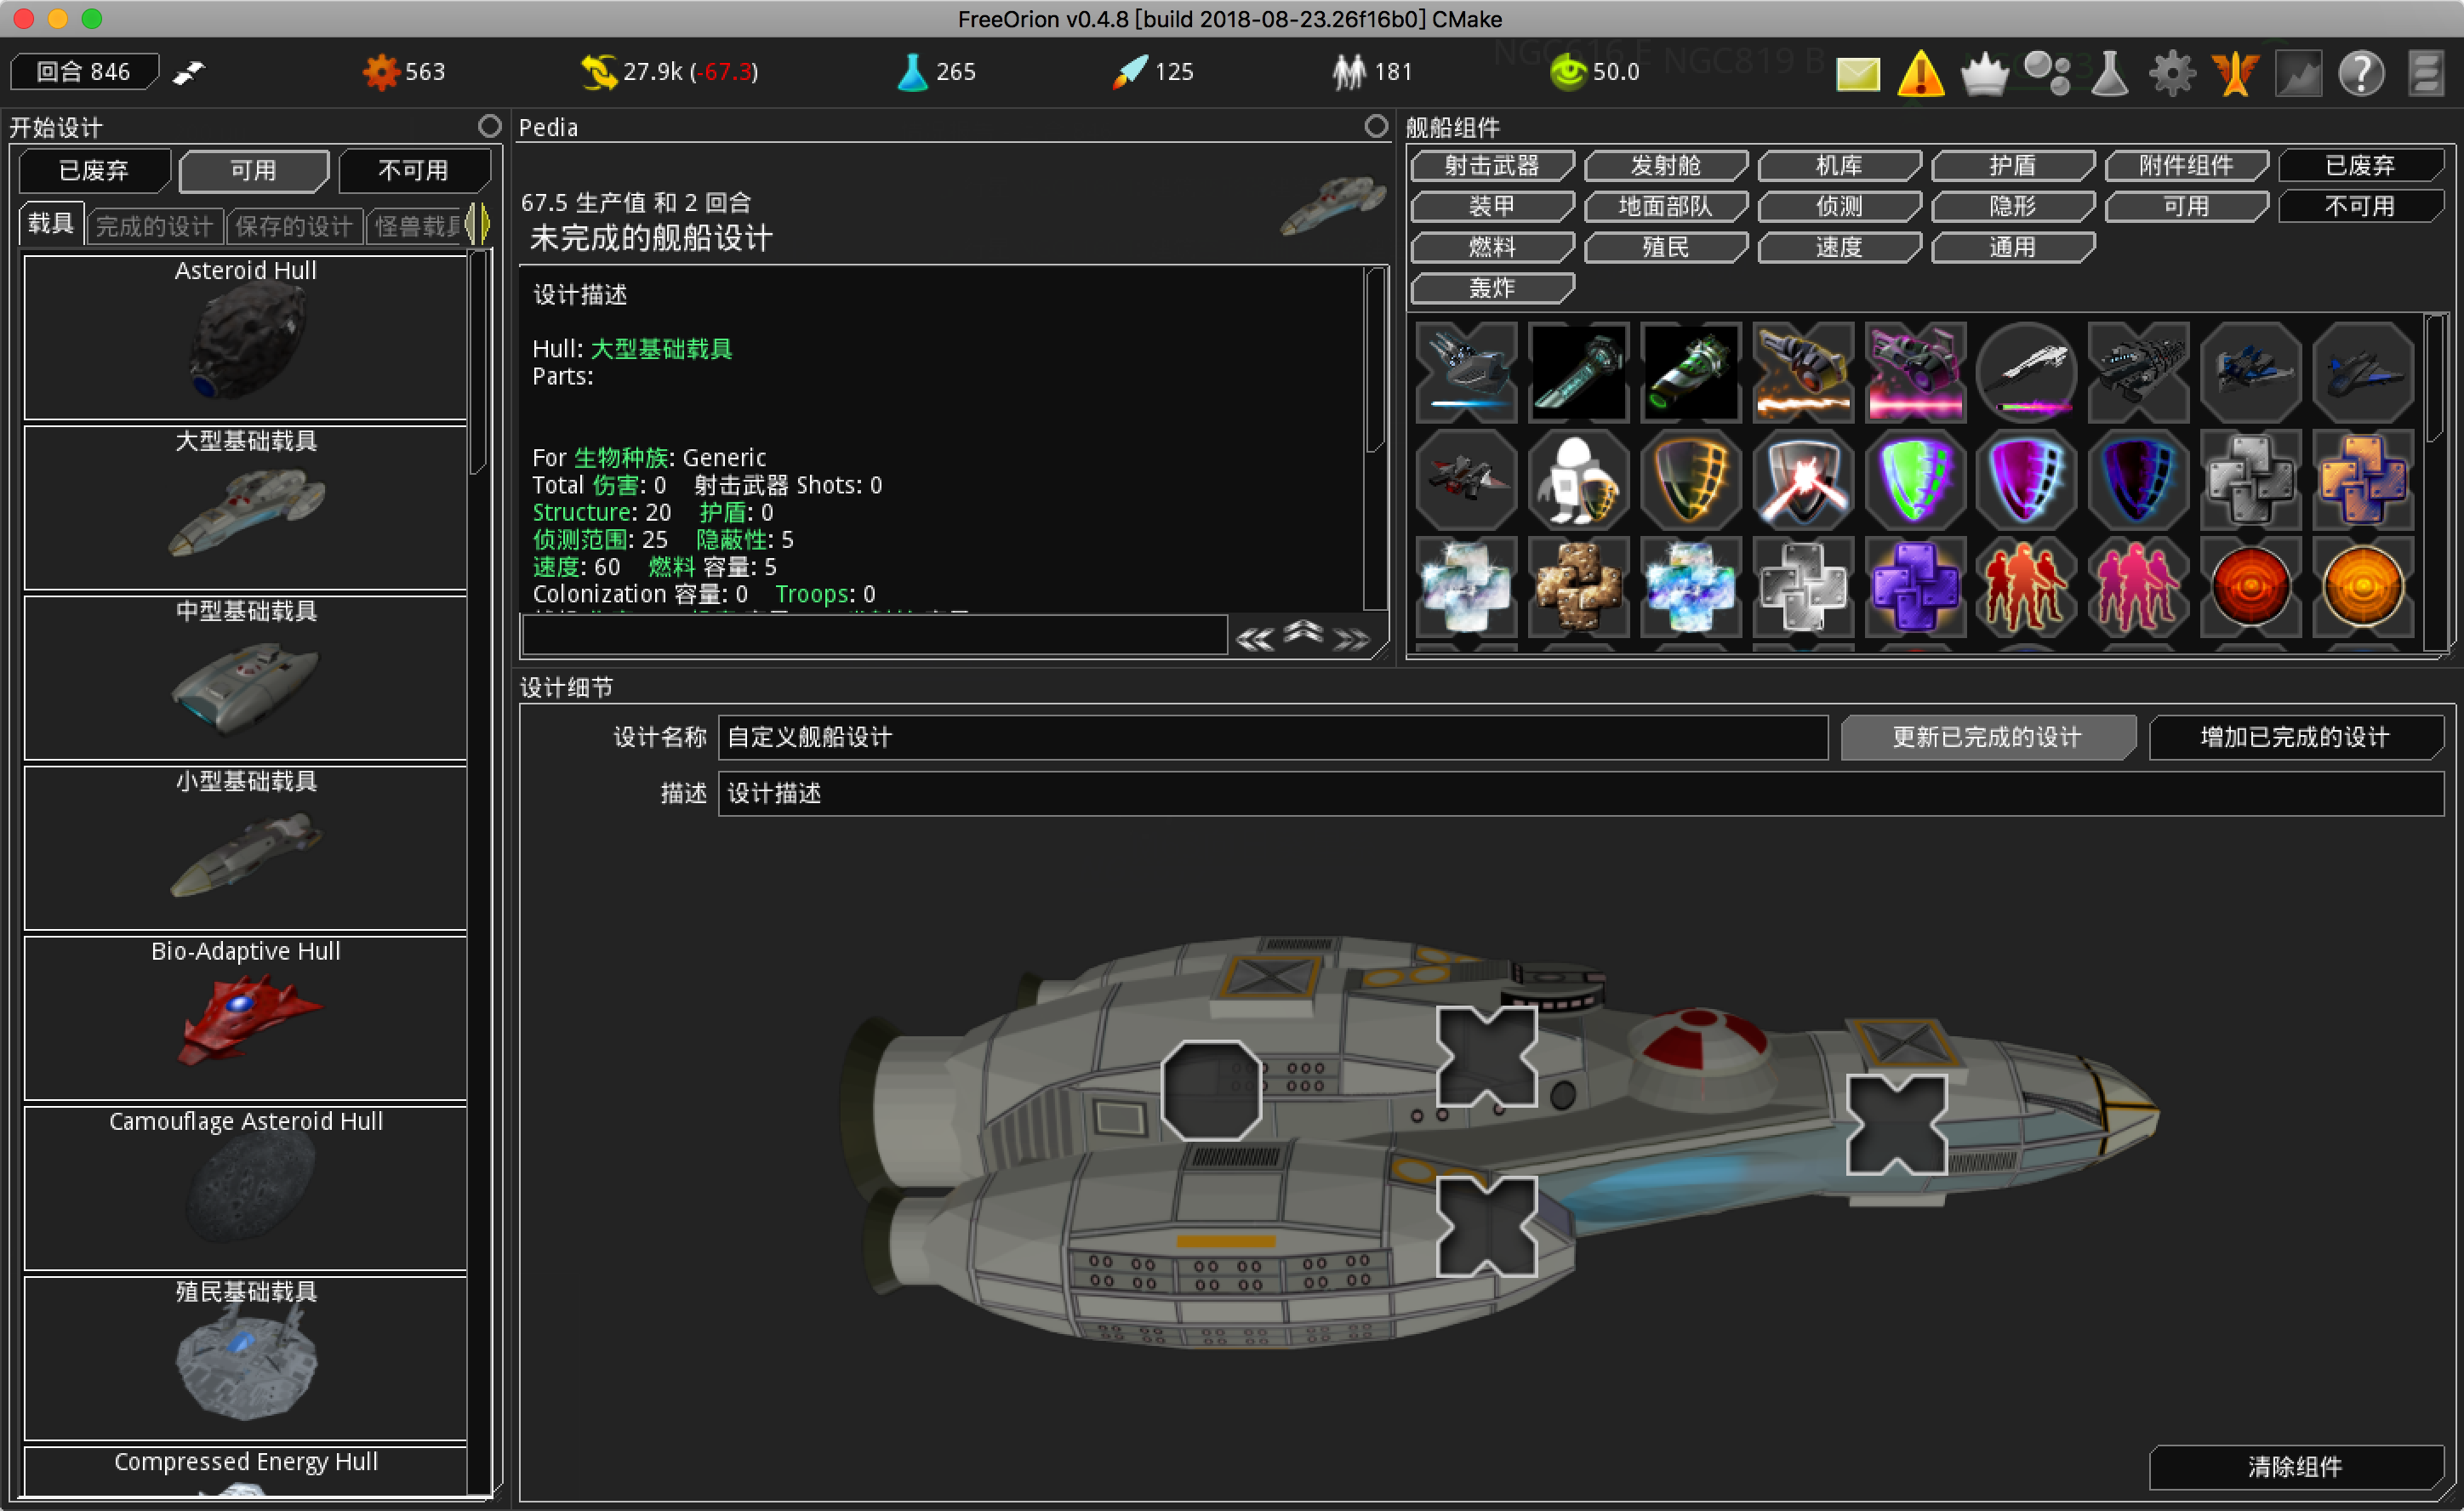 FreeOrion v0.4.8 [build 2018-08-23.26f16b0] CMake
回合 846
563
27.9k (-67.3)
265
125
181
50.0
NGC616 E
NGC819 B
开始设计
已废弃
可用
不可用
载具
完成的设计
保存的设计
怪兽载具
Asteroid Hull
大型基础载具
中型基础载具
小型基础载具
Bio-Adaptive Hull
Camouflage Asteroid Hull
殖民基础载具
Compressed Energy Hull
Pedia
67.5 生产值 和 2 回合
未完成的舰船设计
设计描述
Hull: 大型基础载具
Parts:
For 生物种族: Generic
Total 伤害: 0 射击武器 Shots: 0
Structure: 20 护盾: 0
侦测范围: 25 隐蔽性: 5
速度: 60 燃料 容量: 5
Colonization 容量: 0 Troops: 0
舰船组件
射击武器 发射舱 机库 护盾 附件组件 已废弃
装甲 地面部队 侦测 隐形 可用 不可用
燃料 殖民 速度 通用
轰炸
设计细节
设计名称 自定义舰船设计 更新已完成的设计 增加已完成的设计
描述 设计描述
清除组件